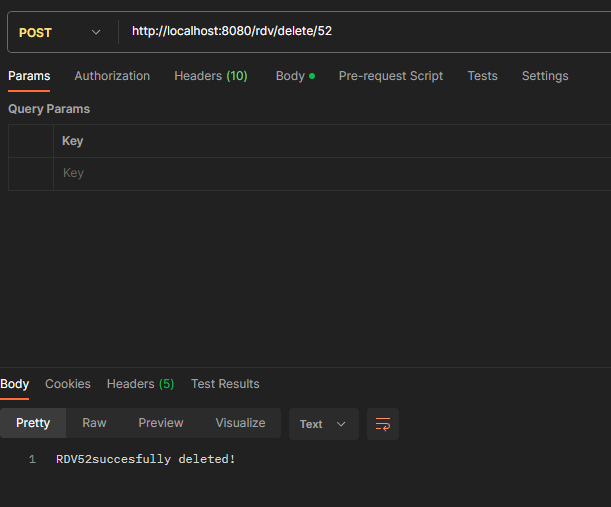 POST http://localhost:8080/rdv/delete/52
Params Authorization Headers (10) Body Pre-request Script Tests Settings
Query Params
Key
Key
Body Cookies Headers (5) Test Results
Pretty Raw Preview Visualize Text
1 RDV52succesfully deleted!